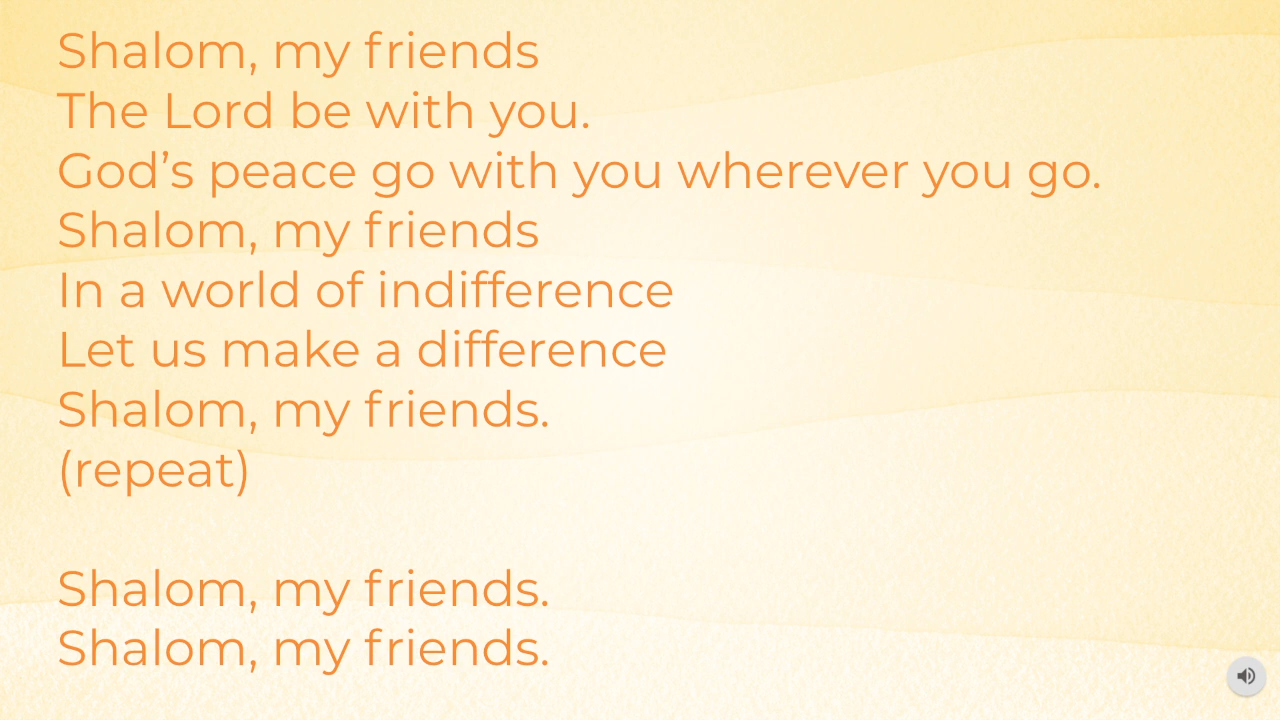 Shalom, my friends
The Lord be with you.
God’s peace go with you wherever you go.
Shalom, my friends
In a world of indifference
Let us make a difference
Shalom, my friends.
(repeat)
Shalom, my friends.
Shalom, my friends.